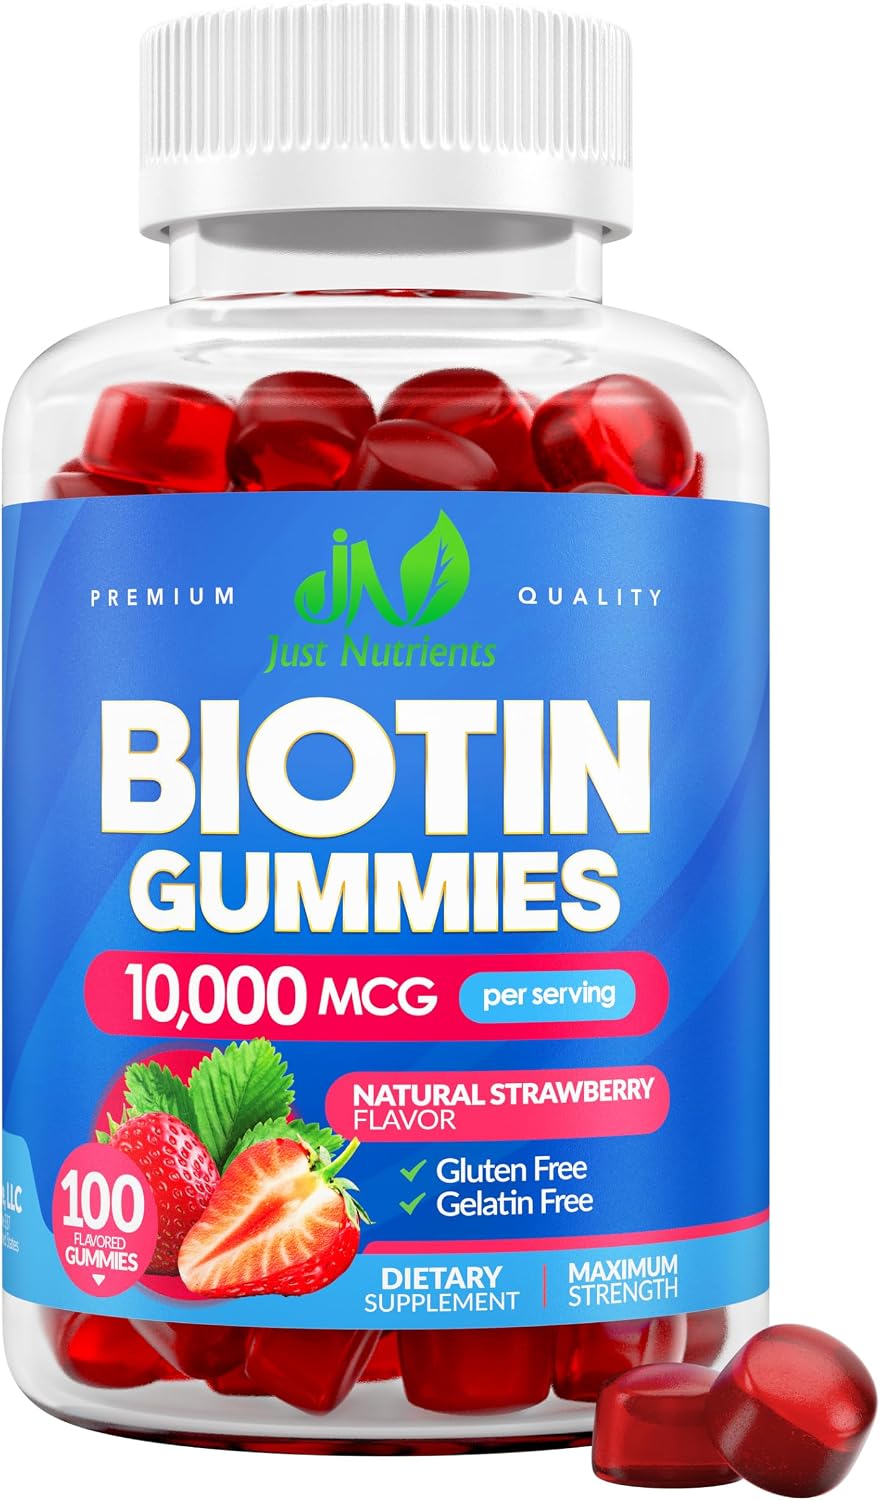 PREMIUM
QUALITY
Just Nutrients
BIOTIN
GUMMIES
10,000 MCG
per serving
NATURAL STRAWBERRY
FLAVOR
Gluten Free
Gelatin Free
LLC
100
FLAVORED
GUMMIES
DIETARY
SUPPLEMENT
MAXIMUM
STRENGTH